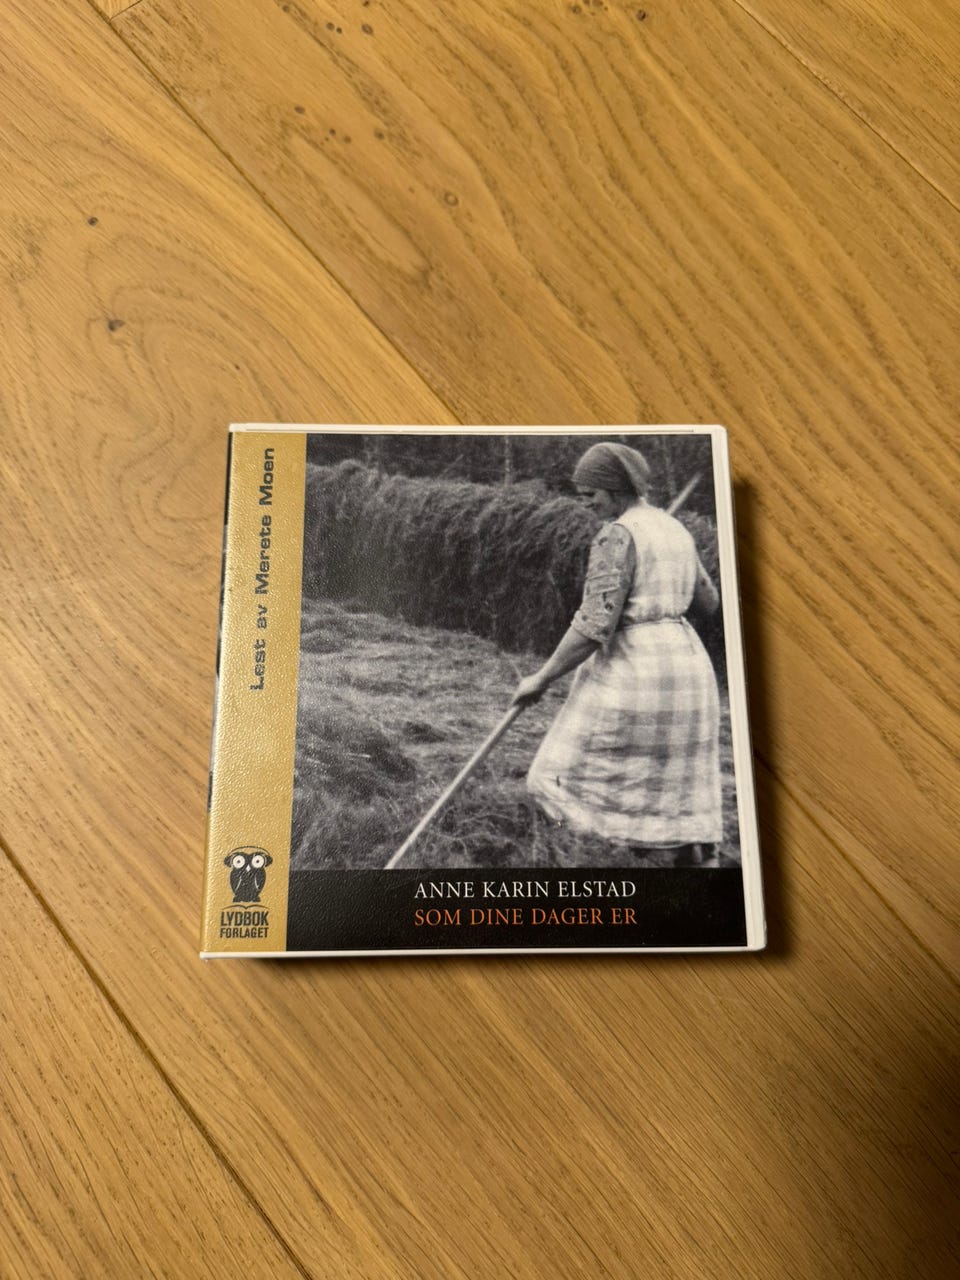 Lest av Merete Moen
LYDBOK
FORLAGET
ANNE KARIN ELSTAD
SOM DINE DAGER ER